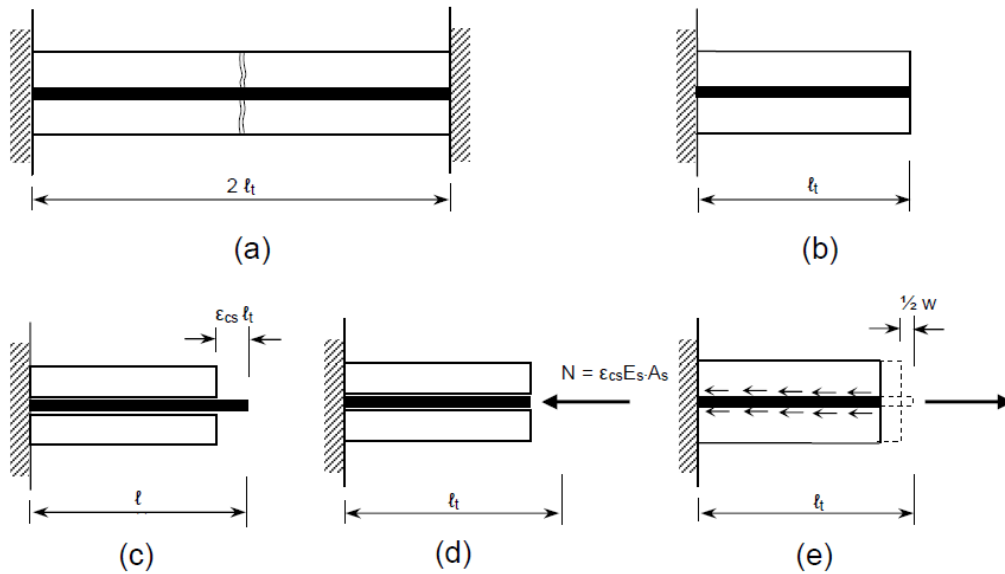 2 ℓt
(a)
ℓt
(b)
εcs ℓt
ℓ
(c)
N = εcsEs.As
ℓt
(d)
½ w
ℓt
(e)